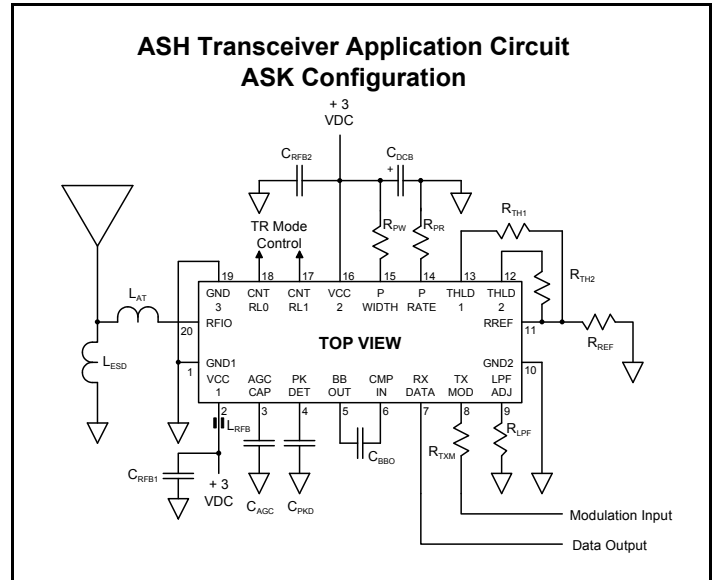 ASH Transceiver Application Circuit
ASK Configuration
+ 3
VDC
CRFB2
CDCB
+
TR Mode
Control
RPW
RPR
RTH1
RTH2
19 18 17 16 15 14 13 12
GND CNT CNT VCC P P THLD THLD
3 RL0 RL1 2 WIDTH RATE 1 2
LAT
20 RFIO
RREF 11
RREF
TOP VIEW
LESD
1 GND1
GND2 10
VCC AGC PK BB CMP RX TX LPF
1 CAP DET OUT IN DATA MOD ADJ
2 3 4 5 6 7 8 9
LRFB
RTXM
RLPF
CBBO
CRFB1
+ 3
VDC
CAGC
CPKD
Modulation Input
Data Output